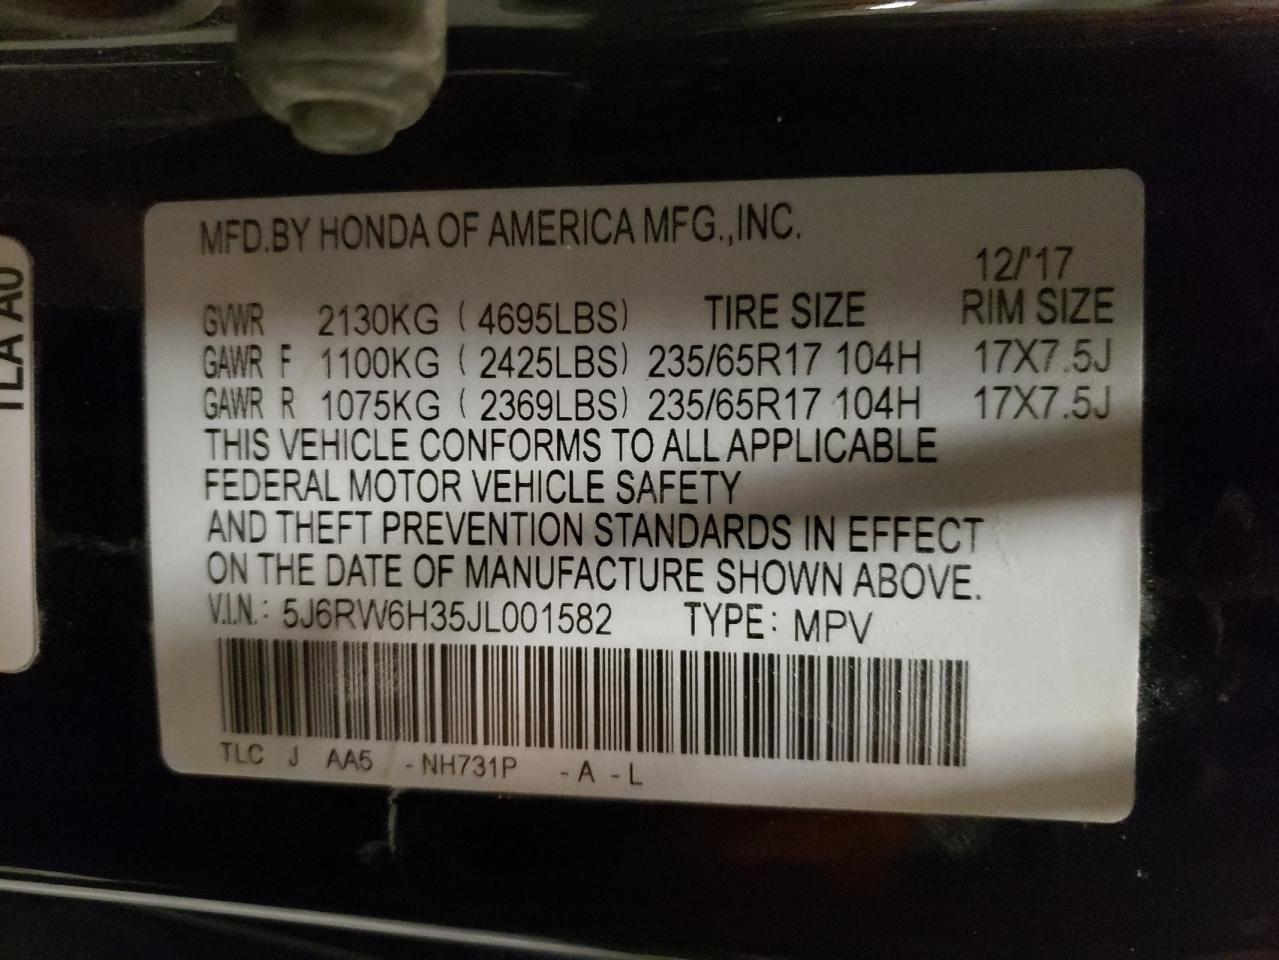 MFD.BY HONDA OF AMERICA MFG.,INC.
12/'17
GVWR 2130KG ( 4695LBS) TIRE SIZE RIM SIZE
GAWR F 1100KG ( 2425LBS) 235/65R17 104H 17X7.5J
GAWR R 1075KG ( 2369LBS) 235/65R17 104H 17X7.5J
THIS VEHICLE CONFORMS TO ALL APPLICABLE
FEDERAL MOTOR VEHICLE SAFETY
AND THEFT PREVENTION STANDARDS IN EFFECT
ON THE DATE OF MANUFACTURE SHOWN ABOVE.
V.I.N.: 5J6RW6H35JL001582 TYPE: MPV
TLC J AA5 -NH731P -A -L
TLA A0